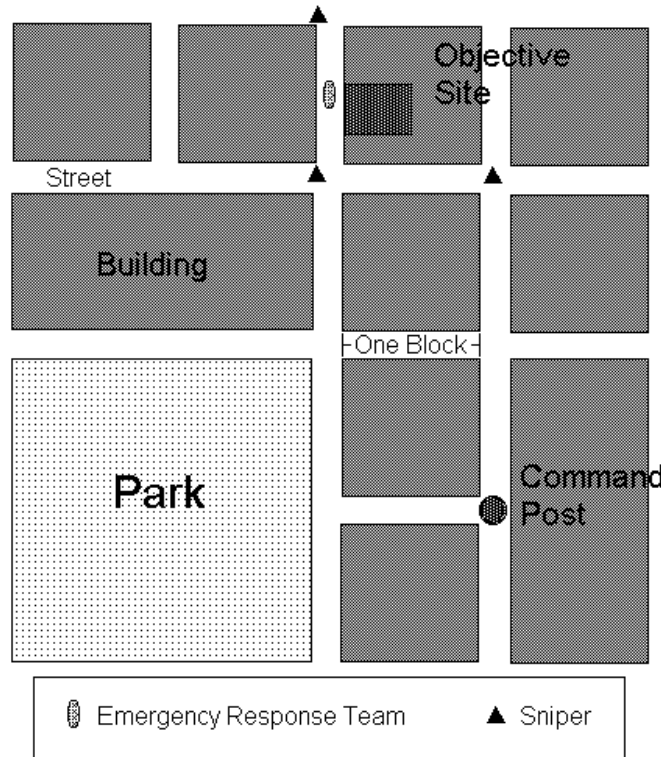 Objective
Site
Street
Building
One Block
Park
Command
Post
Emergency Response Team
Sniper